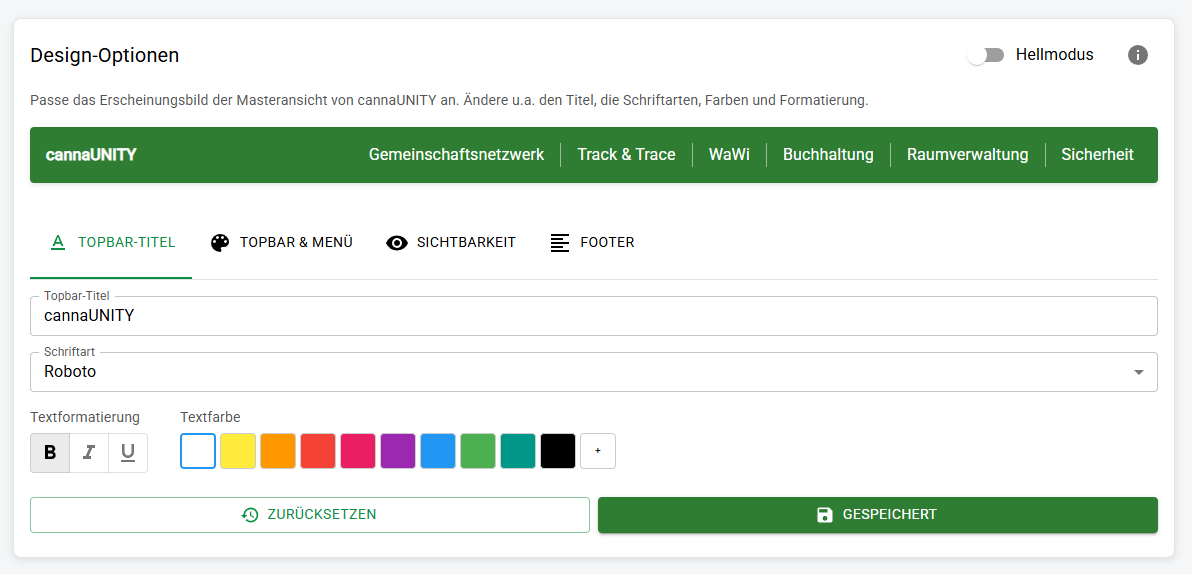 Design-Optionen
Hellmodus
Passe das Erscheinungsbild der Masteransicht von cannaUNITY an. Ändere u.a. den Titel, die Schriftarten, Farben und Formatierung.
cannaUNITY Gemeinschaftsnetzwerk Track & Trace WaWi Buchhaltung Raumverwaltung Sicherheit
TOPBAR-TITEL TOPBAR & MENÜ SICHTBARKEIT FOOTER
Topbar-Titel
cannaUNITY
Schriftart
Roboto
Textformatierung Textfarbe
B I U +
ZURÜCKSETZEN GESPEICHERT